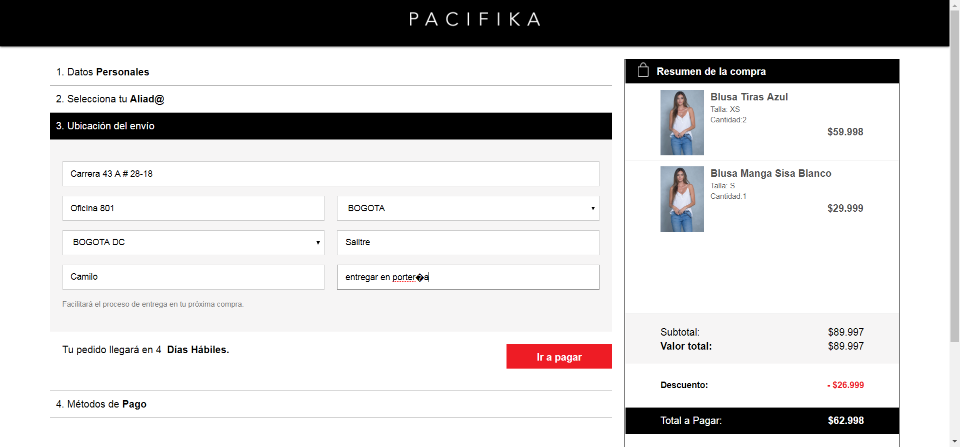 PACIFIKA
1. Datos Personales
2. Selecciona tu Aliad@
3. Ubicación del envío
Carrera 43 A # 28-18
Oficina 801
BOGOTA
BOGOTA DC
Salitre
Camilo
entregar en porter�a
Facilitará el proceso de entrega en tu próxima compra.
Tu pedido llegará en 4 Días Hábiles.
Ir a pagar
4. Métodos de Pago
Resumen de la compra
Blusa Tiras Azul
Talla: XS
Cantidad:2
$59.998
Blusa Manga Sisa Blanco
Talla: S
Cantidad:1
$29.999
Subtotal: $89.997
Valor total: $89.997
Descuento: - $26.999
Total a Pagar: $62.998